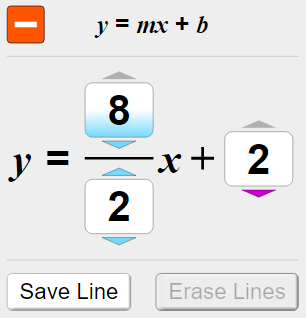 y = mx + b
8
y = x + 2
2
Save Line Erase Lines